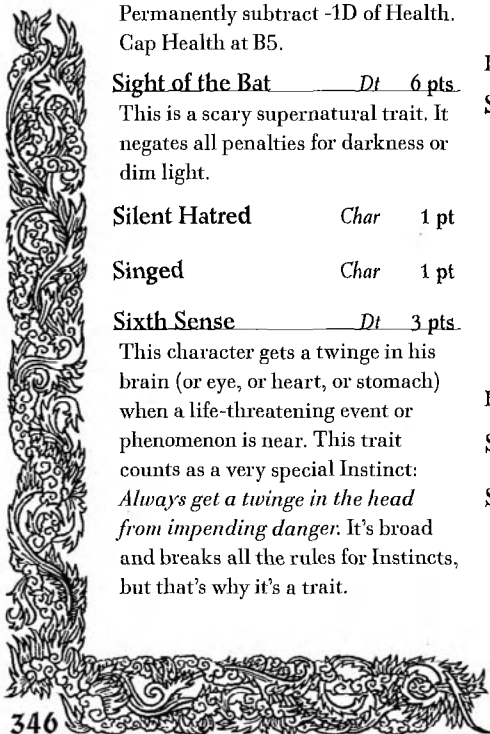 Permanently subtract -1D of Health.
Cap Health at B5.
Sight of the Bat Dt 6 pts
This is a scary supernatural trait. It
negates all penalties for darkness or
dim light.
Silent Hatred Char 1 pt
Singed Char 1 pt
Sixth Sense Dt 3 pts
This character gets a twinge in his
brain (or eye, or heart, or stomach)
when a life-threatening event or
phenomenon is near. This trait
counts as a very special Instinct:
Always get a twinge in the head
from impending danger. It's broad
and breaks all the rules for Instincts,
but that's why it's a trait.
346